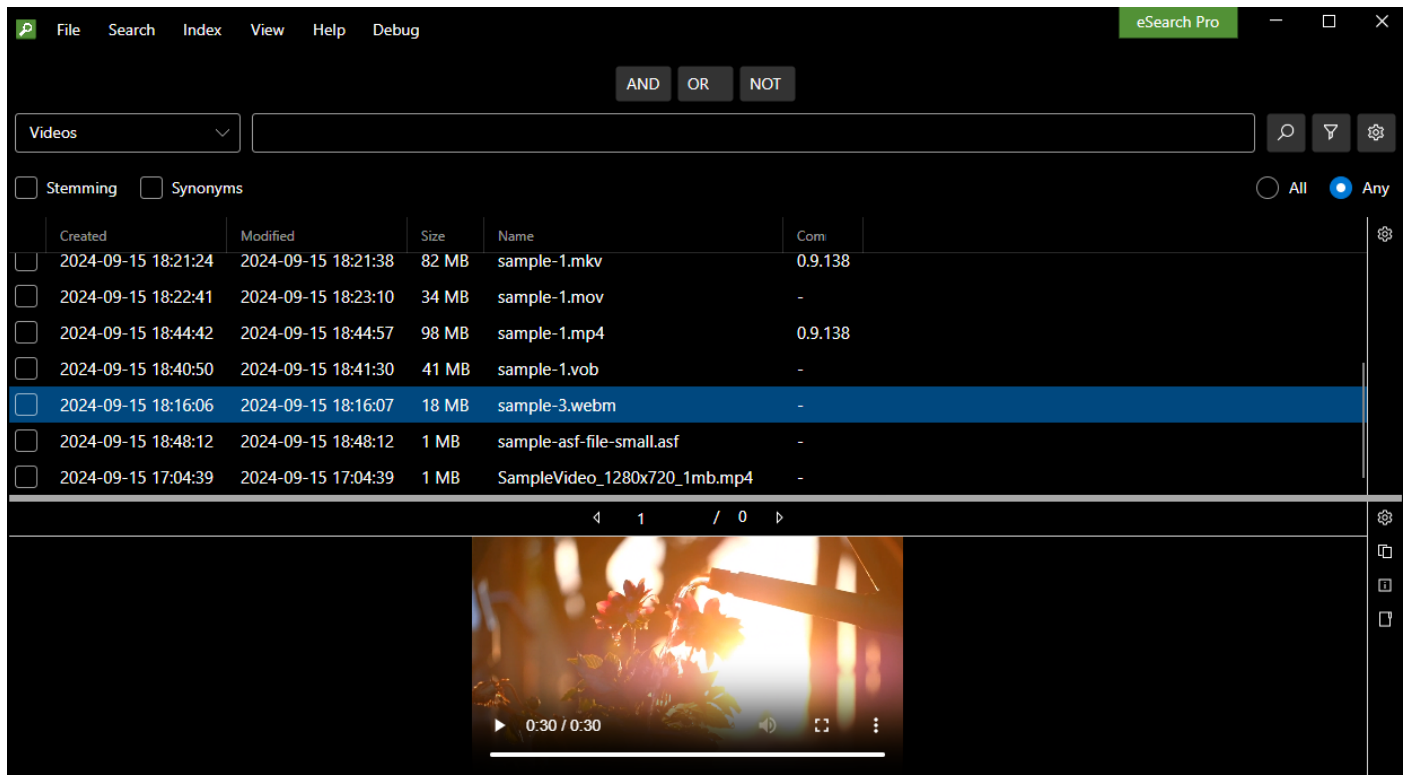 File Search Index View Help Debug eSearch Pro
AND OR NOT
Videos
Stemming Synonyms All Any
Created Modified Size Name Com
2024-09-15 18:21:24 2024-09-15 18:21:38 82 MB sample-1.mkv 0.9.138
2024-09-15 18:22:41 2024-09-15 18:23:10 34 MB sample-1.mov -
2024-09-15 18:44:42 2024-09-15 18:44:57 98 MB sample-1.mp4 0.9.138
2024-09-15 18:40:50 2024-09-15 18:41:30 41 MB sample-1.vob -
2024-09-15 18:16:06 2024-09-15 18:16:07 18 MB sample-3.webm -
2024-09-15 18:48:12 2024-09-15 18:48:12 1 MB sample-asf-file-small.asf -
2024-09-15 17:04:39 2024-09-15 17:04:39 1 MB SampleVideo_1280x720_1mb.mp4 -
1 / 0
0:30 / 0:30